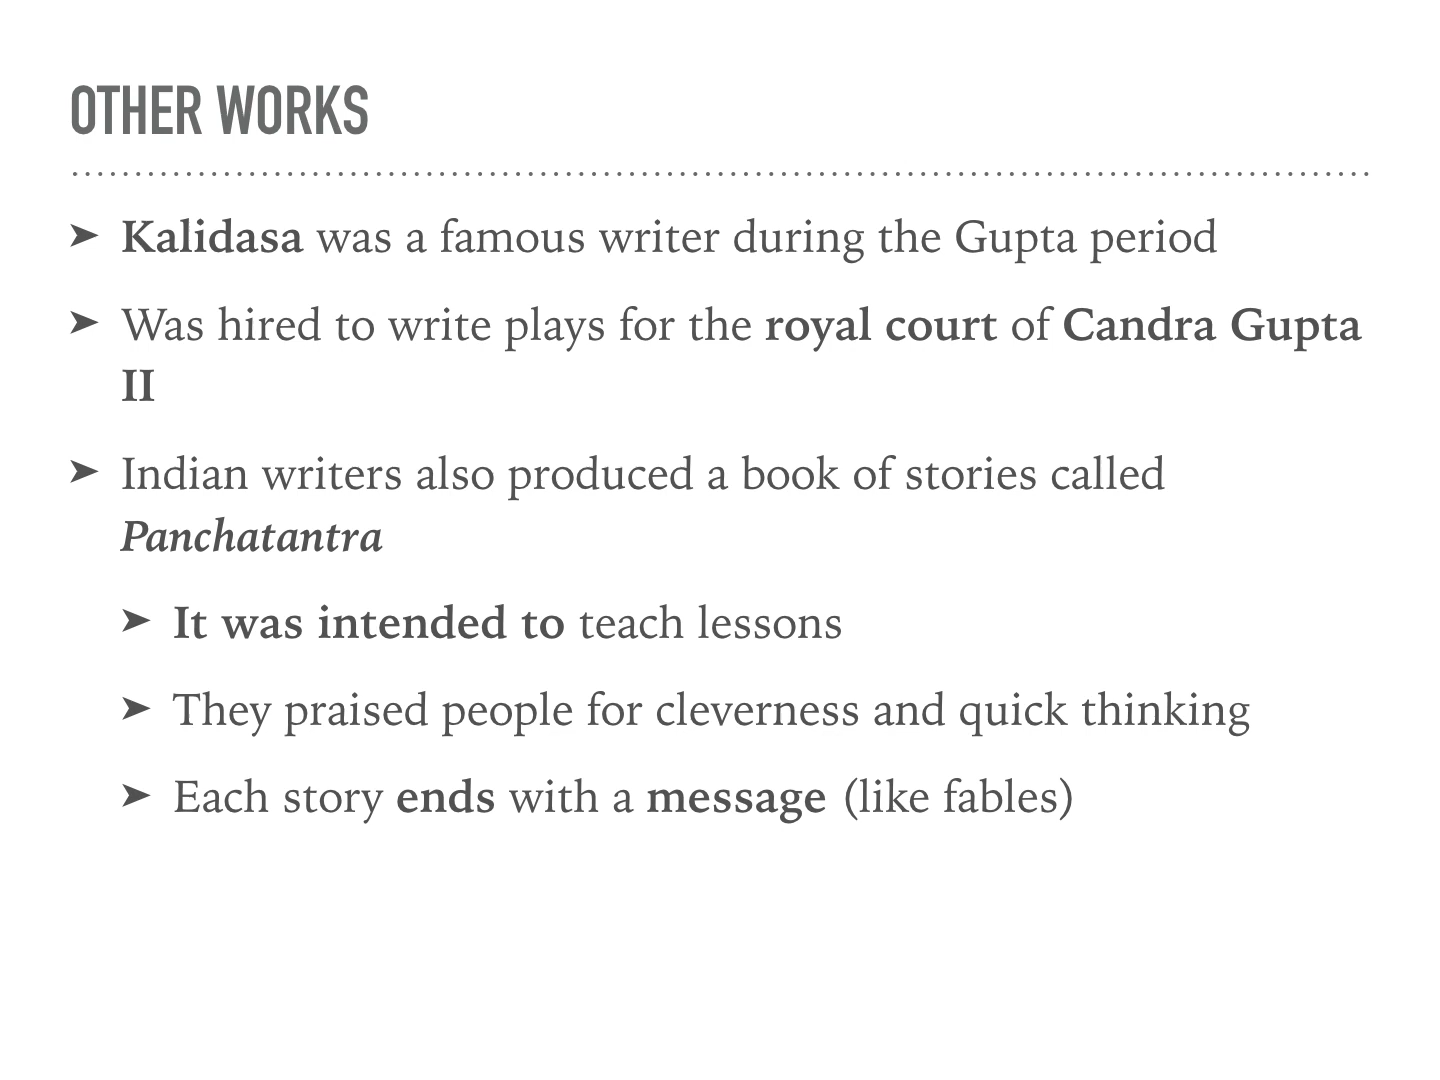 OTHER WORKS
➤ Kalidasa was a famous writer during the Gupta period
➤ Was hired to write plays for the royal court of Candra Gupta
II
➤ Indian writers also produced a book of stories called
Panchatantra
➤ It was intended to teach lessons
➤ They praised people for cleverness and quick thinking
➤ Each story ends with a message (like fables)